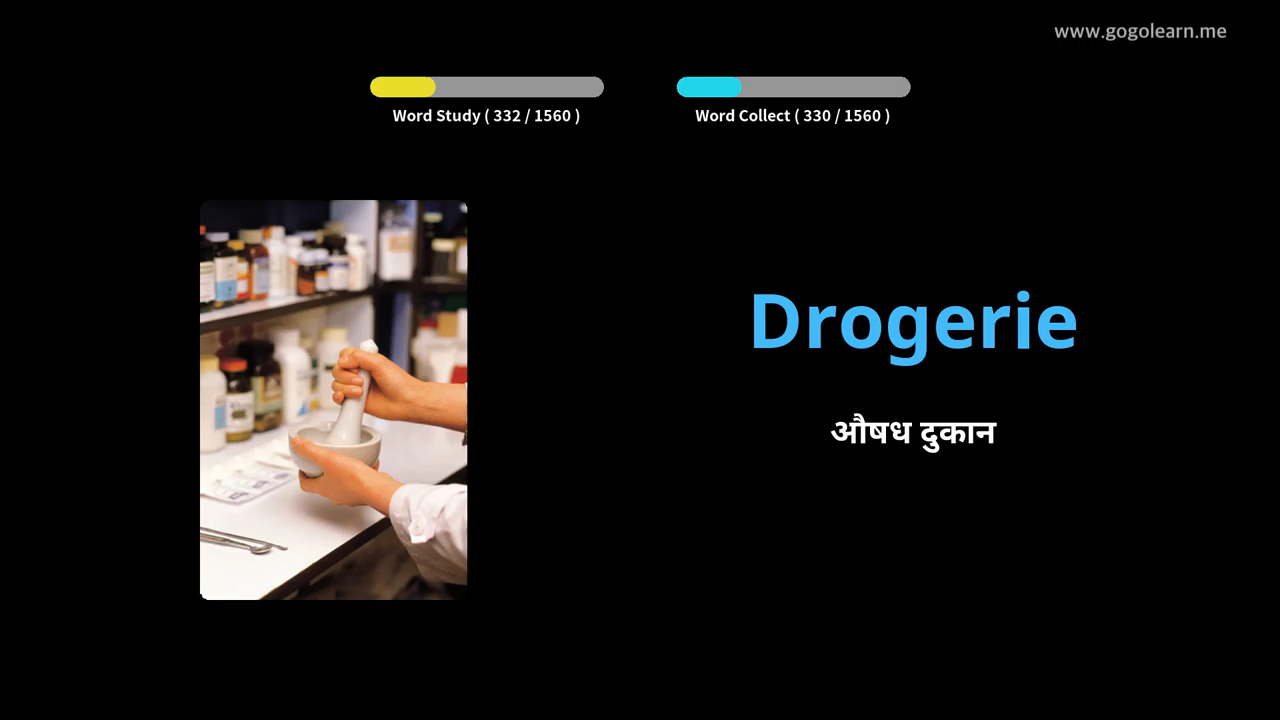 www.gogolearn.me
Word Study ( 332 / 1560 )
Word Collect ( 330 / 1560 )
Drogerie
औषध दुकान